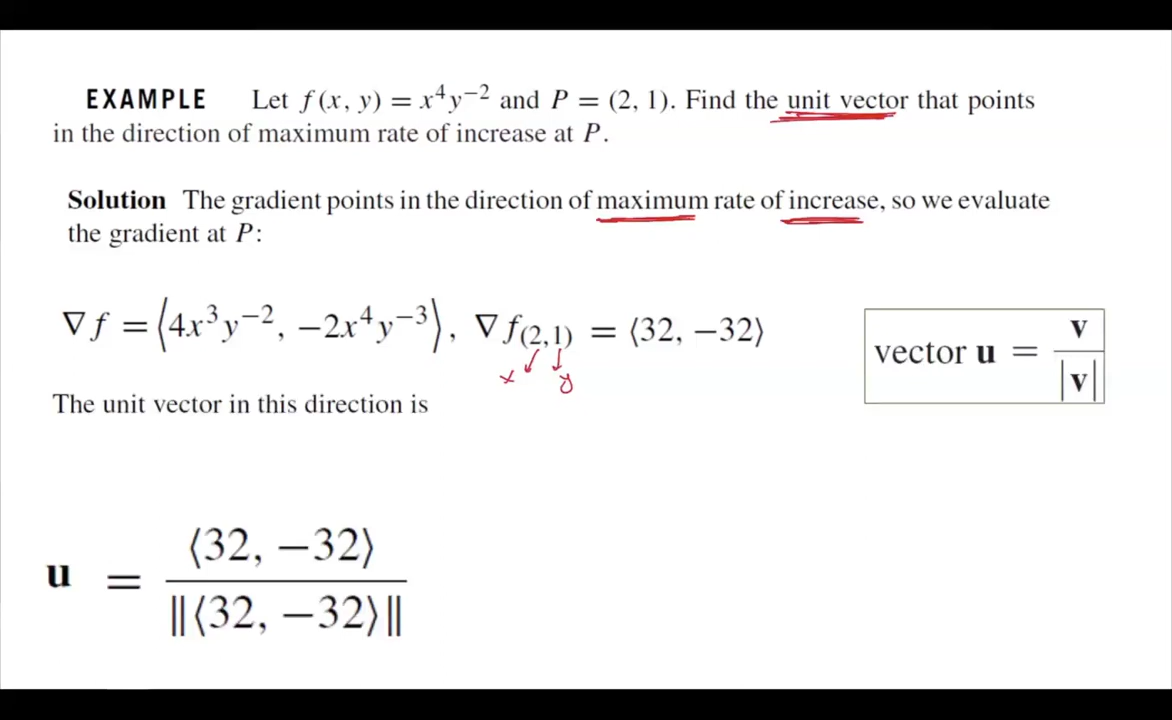 EXAMPLE Let f(x, y) = x⁴y⁻² and P = (2, 1). Find the unit vector that points
in the direction of maximum rate of increase at P.
Solution The gradient points in the direction of maximum rate of increase, so we evaluate
the gradient at P:
∇f = ⟨4x³y⁻², −2x⁴y⁻³⟩, ∇f₍₂,₁₎ = ⟨32, −32⟩
x y
vector u = v / |v|
The unit vector in this direction is
u = ⟨32, −32⟩ / ‖⟨32, −32⟩‖